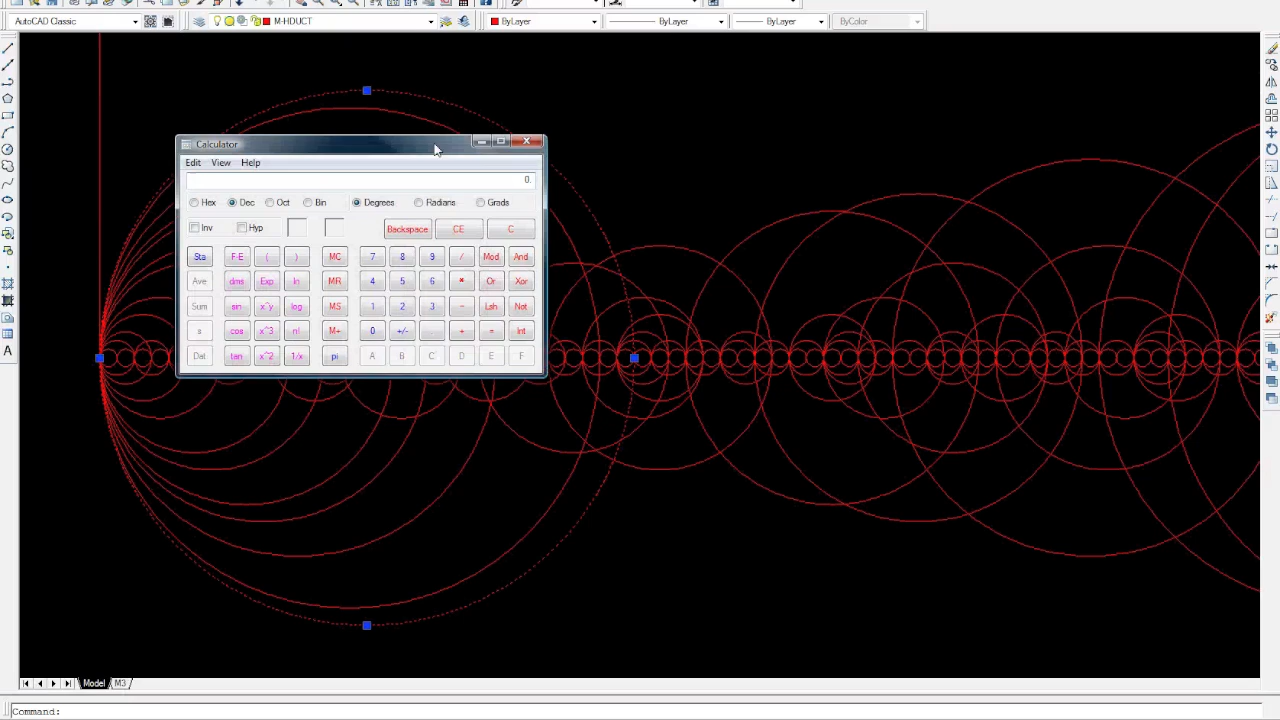 AutoCAD Classic M-HDUCT ByLayer ByLayer ByLayer ByColor
Calculator
Edit View Help
0.
Hex Dec Oct Bin Degrees Radians Grads
Inv Hyp Backspace CE C
Sta F-E ( ) MC 7 8 9 / Mod And
Ave dms Exp ln MR 4 5 6 * Or Xor
Sum sin x^y log MS 1 2 3 - Lsh Not
s cos x^3 n! M+ 0 +/- . + = Int
Dat tan x^2 1/x pi A B C D E F
Model M3
Command: